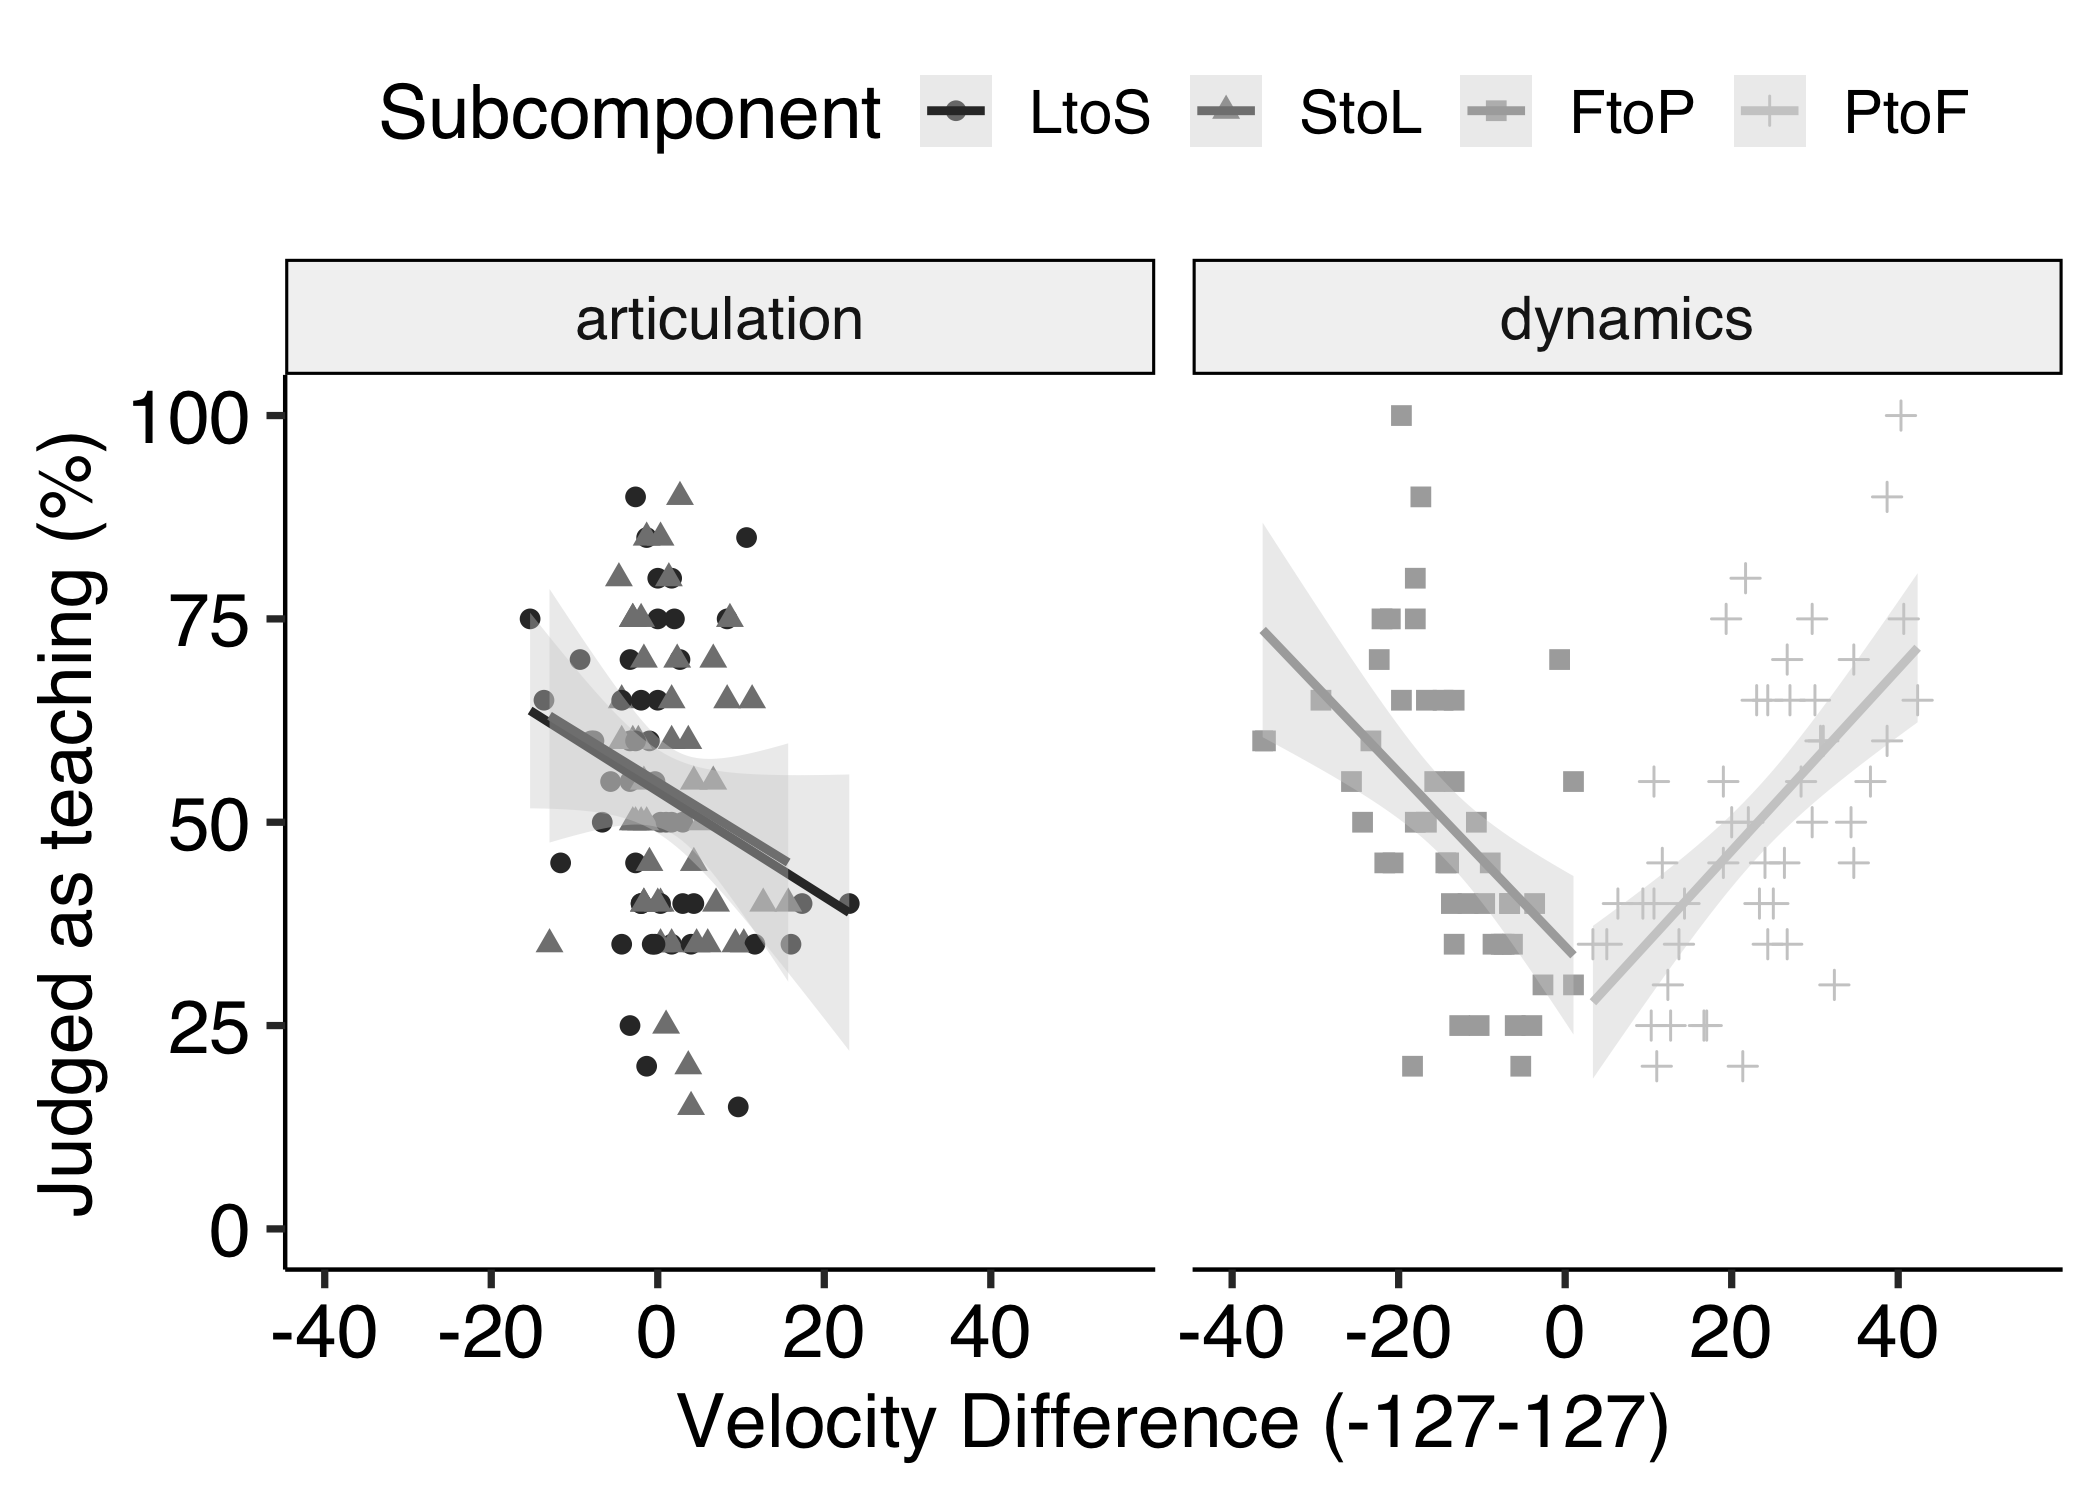 Subcomponent LtoS StoL FtoP PtoF
articulation dynamics
Judged as teaching (%)
100
75
50
25
0
-40 -20 0 20 40 -40 -20 0 20 40
Velocity Difference (-127-127)